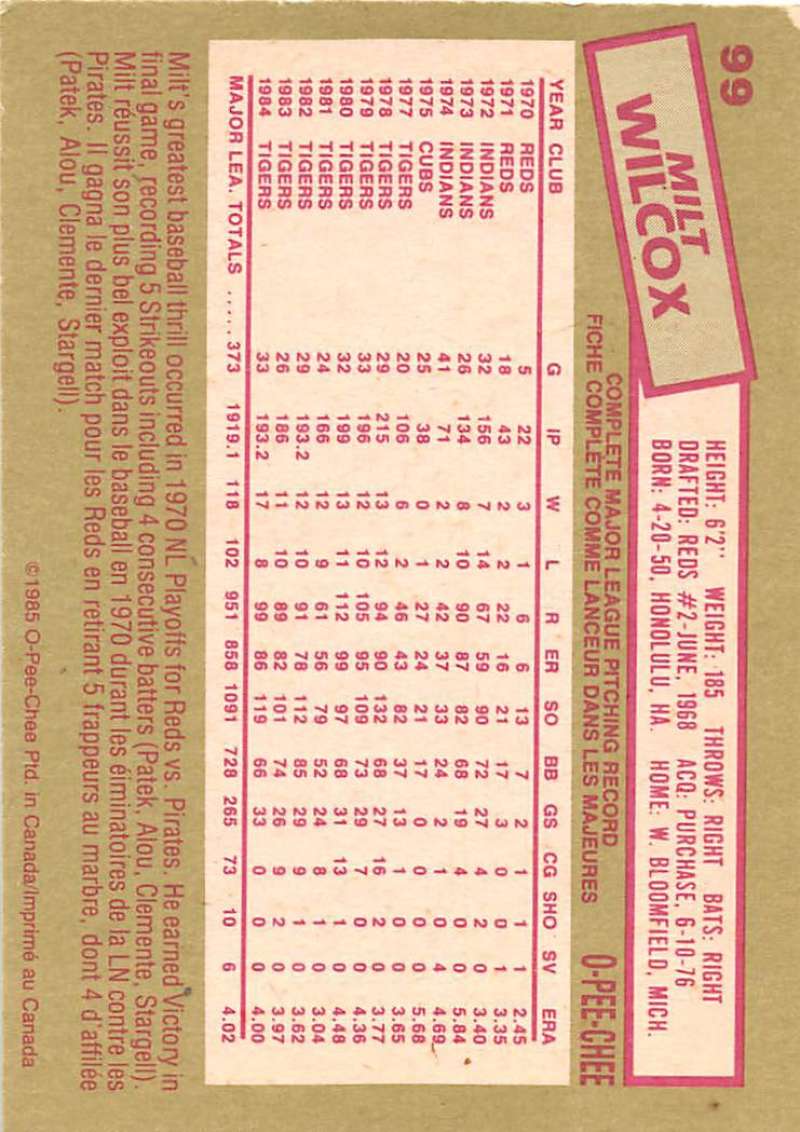 99
MILT
WILCOX
HEIGHT: 6'2" WEIGHT: 185 THROWS: RIGHT BATS: RIGHT
DRAFTED: REDS #2-JUNE, 1968 ACQ: PURCHASE, 6-10-76
BORN: 4-20-50, HONOLULU, HA. HOME: W. BLOOMFIELD, MICH.
COMPLETE MAJOR LEAGUE PITCHING RECORD
FICHE COMPLÈTE COMME LANCEUR DANS LES MAJEURES
O-PEE-CHEE
YEAR CLUB G IP W L R ER SO BB GS CG SHO SV ERA
1970 REDS 5 22 3 1 6 6 13 7 2 1 1 1 2.45
1971 REDS 18 43 2 2 22 16 21 17 3 0 0 1 3.35
1972 INDIANS 32 156 7 14 67 59 90 72 27 4 2 0 3.40
1973 INDIANS 26 134 8 10 90 87 82 68 19 4 0 0 5.84
1974 INDIANS 41 71 2 2 42 37 33 24 2 1 0 4 4.69
1975 CUBS 25 38 0 1 27 24 21 17 0 0 0 0 5.68
1977 TIGERS 20 106 6 2 46 43 82 37 13 1 0 0 3.65
1978 TIGERS 29 215 13 12 94 90 132 68 27 16 2 0 3.77
1979 TIGERS 33 196 12 10 105 95 109 73 29 7 0 0 4.36
1980 TIGERS 32 199 13 11 112 99 97 68 31 13 1 0 4.48
1981 TIGERS 24 166 12 9 61 56 79 52 24 8 1 0 3.04
1982 TIGERS 29 193.2 12 10 91 78 112 85 29 9 1 0 3.62
1983 TIGERS 26 186 11 10 89 82 101 74 26 9 2 0 3.97
1984 TIGERS 33 193.2 17 8 99 86 119 66 33 0 0 0 4.00
MAJOR LEA. TOTALS ..... 373 1919.1 118 102 951 858 1091 728 265 73 10 6 4.02
Milt's greatest baseball thrill occurred in 1970 NL Playoffs for Reds vs. Pirates. He earned Victory in
final game, recording 5 Strikeouts including 4 consecutive batters (Patek, Alou, Clemente, Stargell).
Milt réussit son plus bel exploit dans le baseball en 1970 durant les éliminatoires de la LN contre les
Pirates. Il gagna le dernier match pour les Reds en retirant 5 frappeurs au marbre, dont 4 d'affilée
(Patek, Alou, Clemente, Stargell).
©1985 O-Pee-Chee Ptd. in Canada/Imprimé au Canada